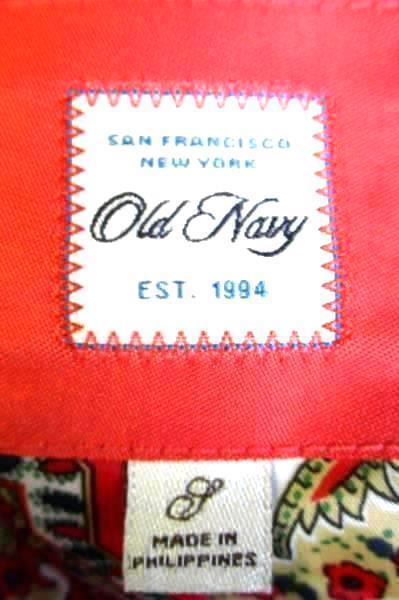 SAN FRANCISCO
NEW YORK
Old Navy
EST. 1994
S
MADE IN
PHILIPPINES